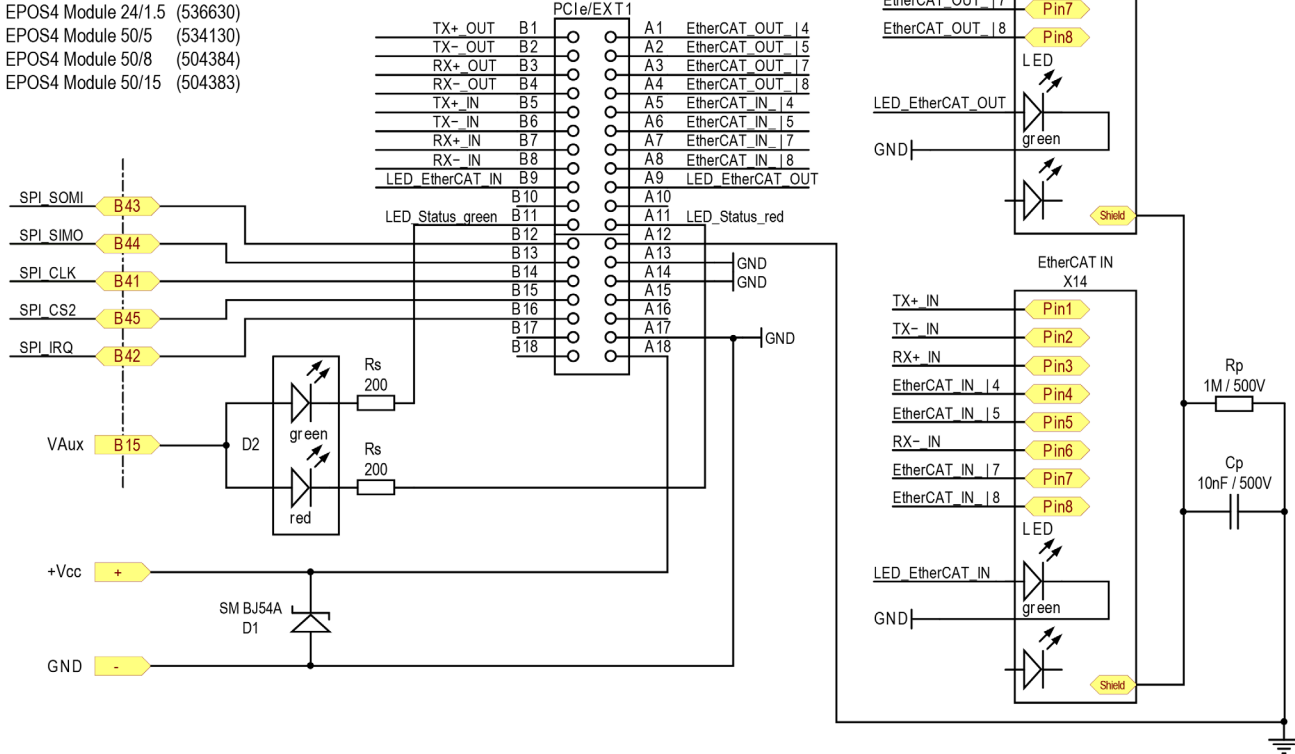 EPOS4 Module 24/1.5 (536630)
EPOS4 Module 50/5 (534130)
EPOS4 Module 50/8 (504384)
EPOS4 Module 50/15 (504383)
PCIe/EXT1
TX+_OUT B1 A1 EtherCAT_OUT_|4
TX-_OUT B2 A2 EtherCAT_OUT_|5
RX+_OUT B3 A3 EtherCAT_OUT_|7
RX-_OUT B4 A4 EtherCAT_OUT_|8
TX+_IN B5 A5 EtherCAT_IN_|4
TX-_IN B6 A6 EtherCAT_IN_|5
RX+_IN B7 A7 EtherCAT_IN_|7
RX-_IN B8 A8 EtherCAT_IN_|8
LED_EtherCAT_IN B9 A9 LED_EtherCAT_OUT
B10 A10
LED_Status_green B11 A11 LED_Status_red
B12 A12
B13 A13 GND
B14 A14 GND
B15 A15
B16 A16
B17 A17 GND
B18 A18
SPI_SOMI B43
SPI_SIMO B44
SPI_CLK B41
SPI_CS2 B45
SPI_IRQ B42
VAux B15
D2
green
red
Rs
200
Rs
200
+Vcc +
SMBJ54A
D1
GND -
EtherCAT_OUT_|7 Pin7
EtherCAT_OUT_|8 Pin8
LED
LED_EtherCAT_OUT
green
GND
Shield
EtherCAT IN
X14
TX+_IN Pin1
TX-_IN Pin2
RX+_IN Pin3
EtherCAT_IN_|4 Pin4
EtherCAT_IN_|5 Pin5
RX-_IN Pin6
EtherCAT_IN_|7 Pin7
EtherCAT_IN_|8 Pin8
LED
LED_EtherCAT_IN
green
GND
Shield
Rp
1M / 500V
Cp
10nF / 500V